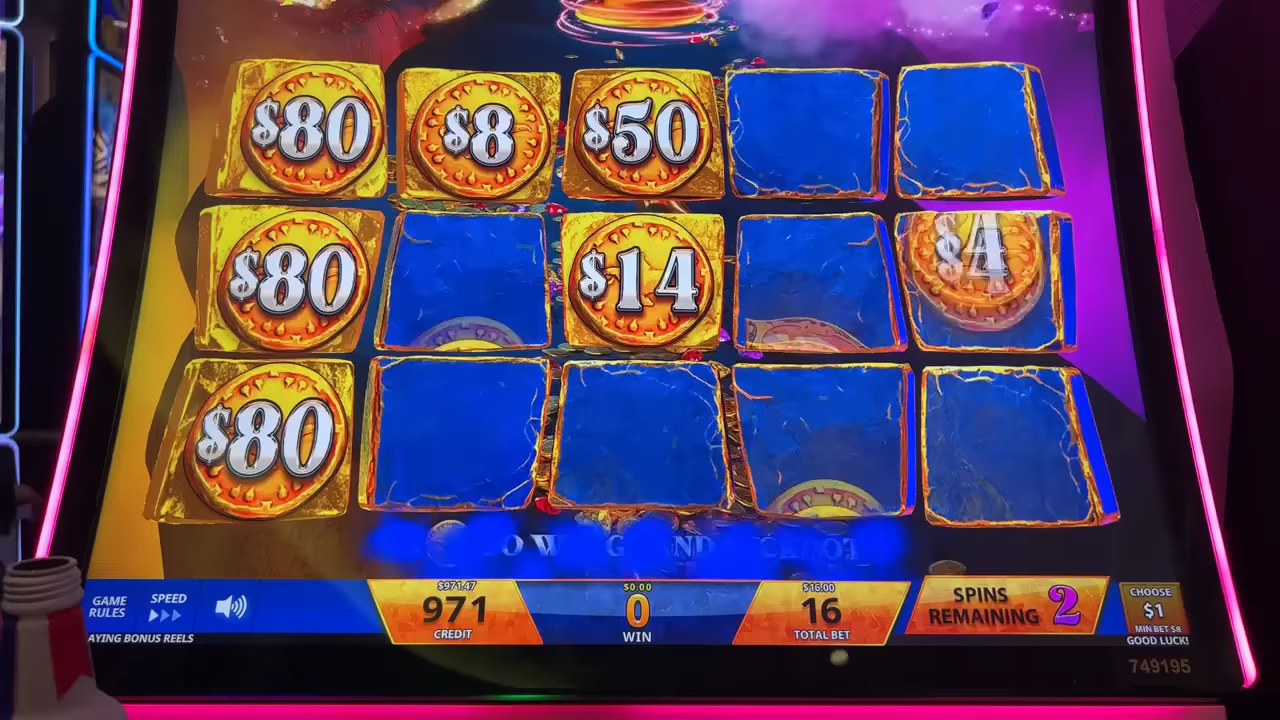 $80 $8 $50
$80 $14 $4
$80
GAME
RULES
SPEED
AYING BONUS REELS
$971.47
971
CREDIT
$0.00
0
WIN
$16.00
16
TOTAL BET
SPINS
REMAINING 2
CHOOSE
$1
MIN BET $8
GOOD LUCK!
749195